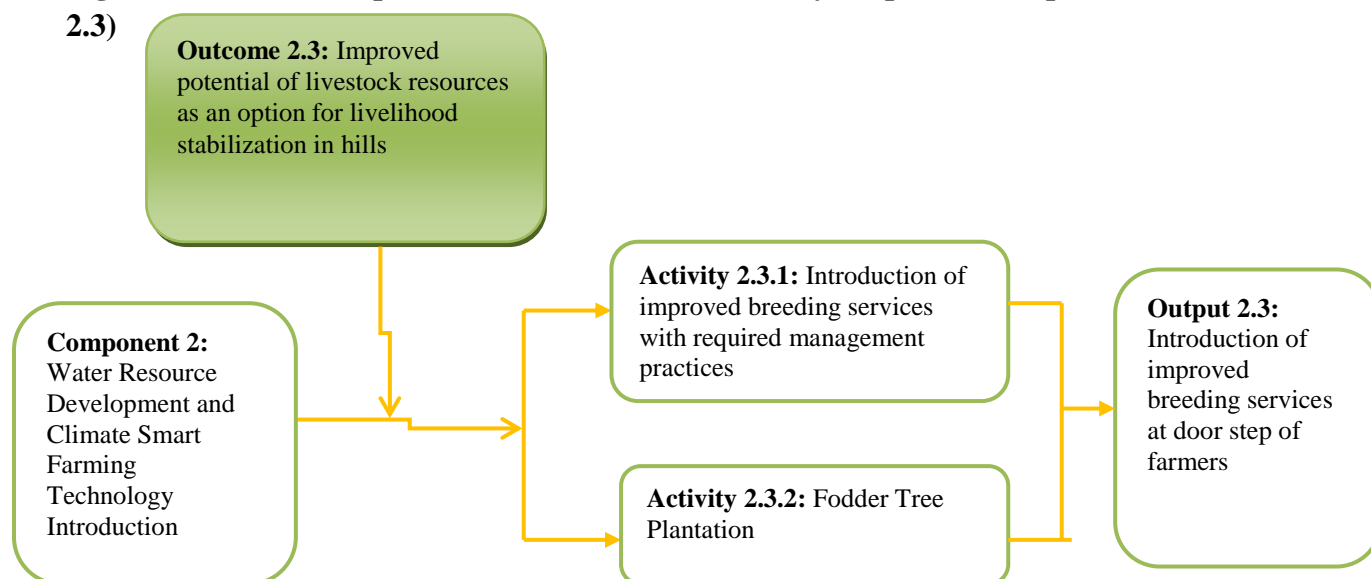 2.3)
Outcome 2.3: Improved
potential of livestock resources
as an option for livelihood
stabilization in hills
Component 2:
Water Resource
Development and
Climate Smart
Farming
Technology
Introduction
Activity 2.3.1: Introduction of
improved breeding services
with required management
practices
Activity 2.3.2: Fodder Tree
Plantation
Output 2.3:
Introduction of
improved
breeding services
at door step of
farmers